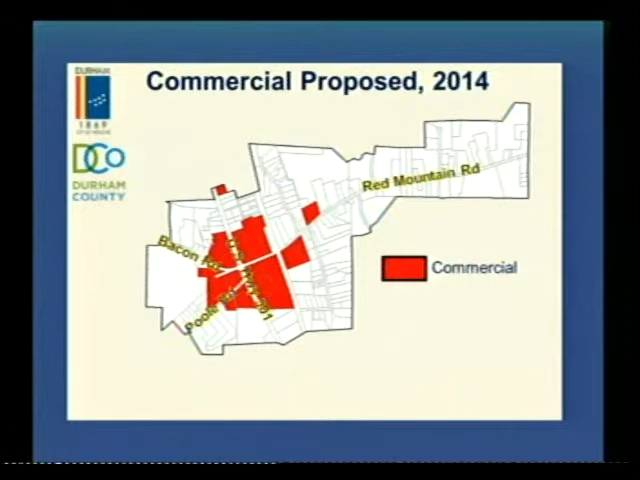 DURHAM
1869
DCO
DURHAM
COUNTY
Commercial Proposed, 2014
Red Mountain Rd
Bacon Rd
Commercial